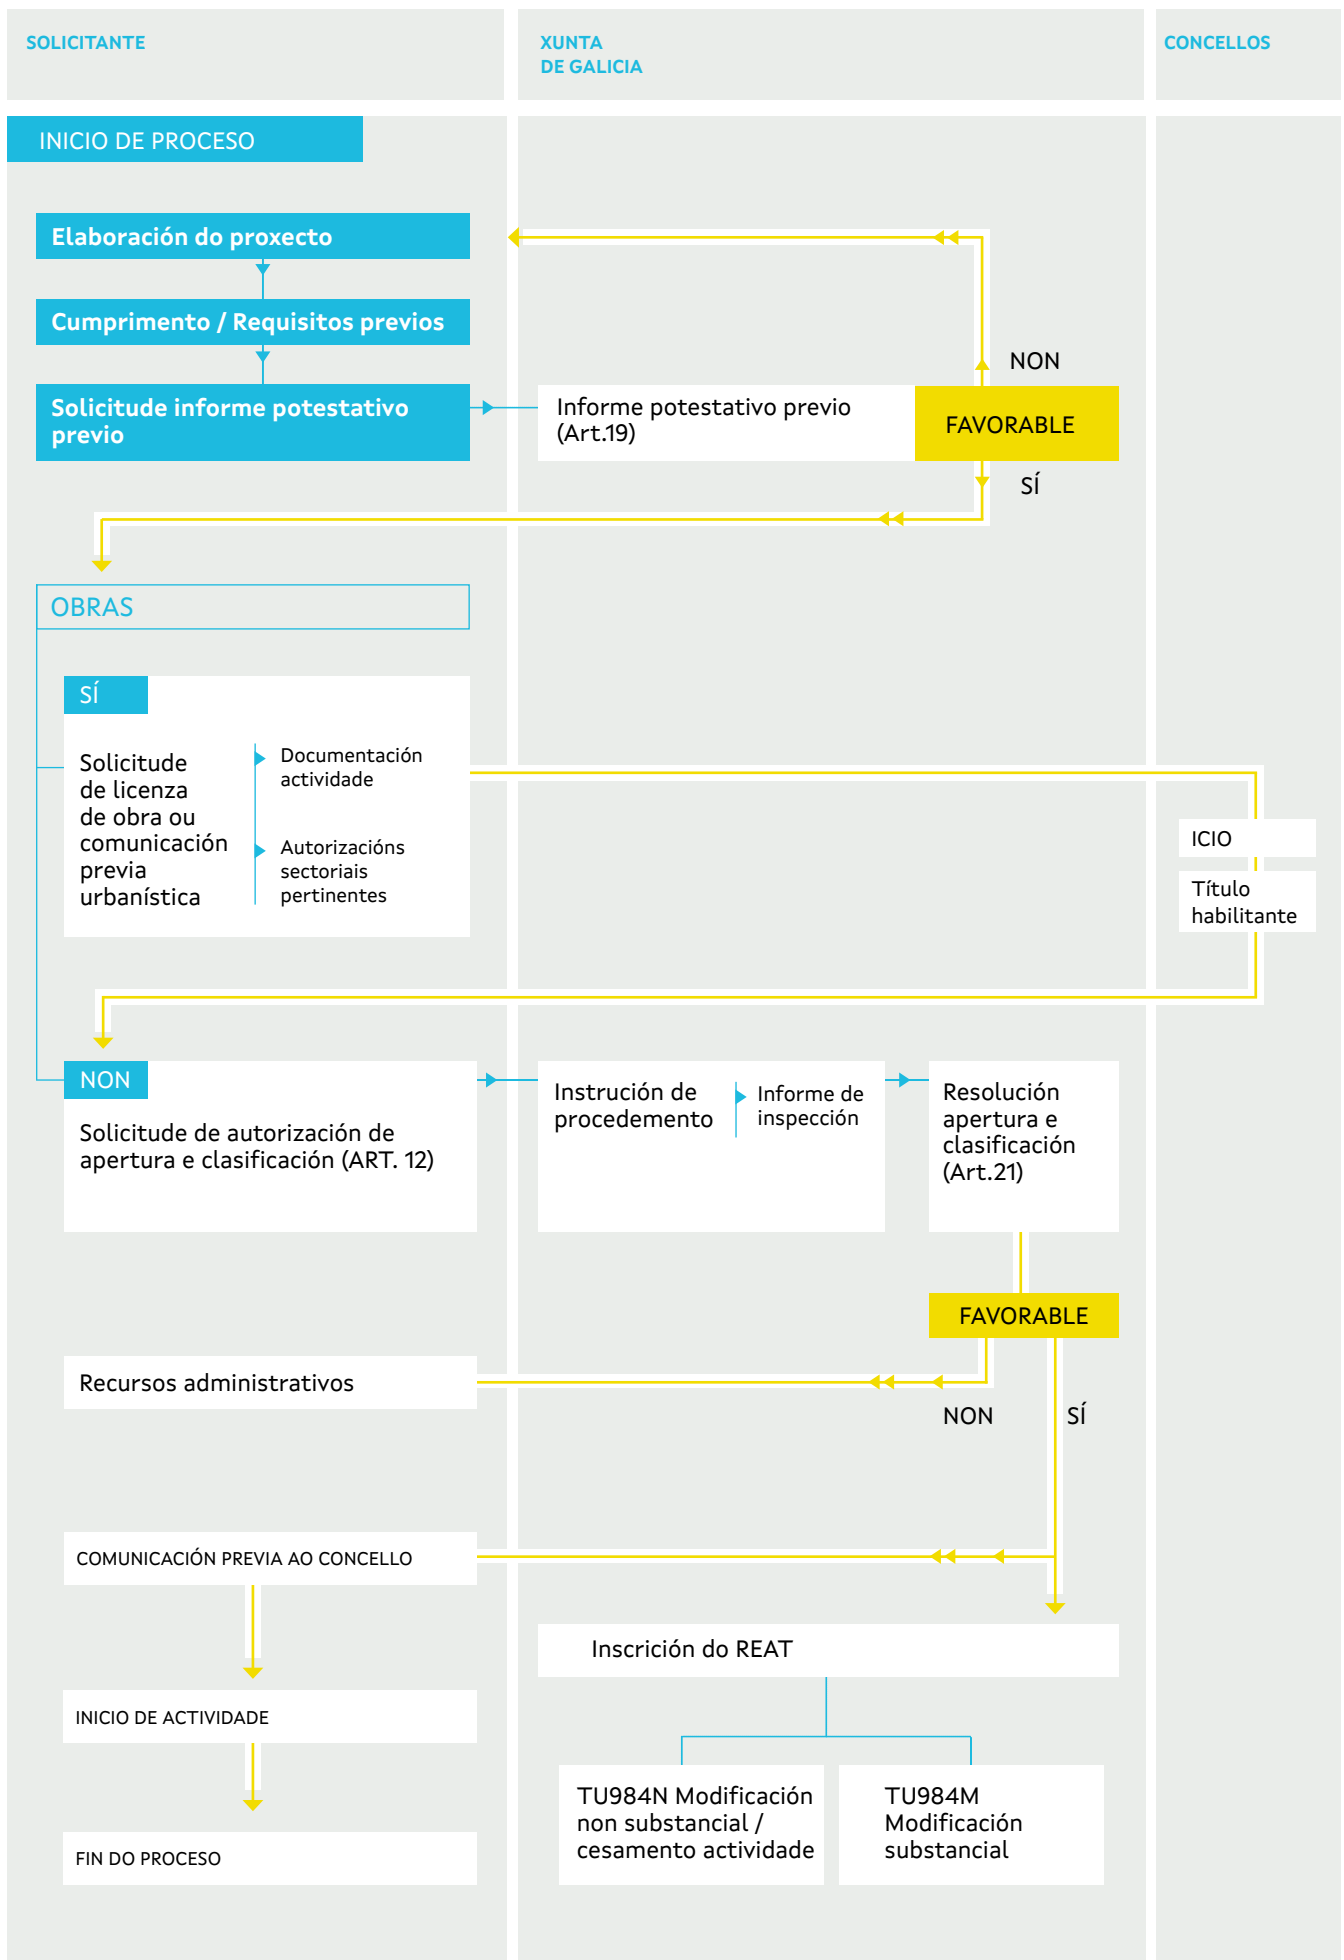 SOLICITANTE
XUNTA
DE GALICIA
CONCELLOS
INICIO DE PROCESO
Elaboración do proxecto
Cumprimento / Requisitos previos
Solicitude informe potestativo
previo
Informe potestativo previo
(Art.19)
FAVORABLE
NON
SÍ
OBRAS
SÍ
Solicitude
de licenza
de obra ou
comunicación
previa
urbanística
Documentación
actividade
Autorizacións
sectoriais
pertinentes
ICIO
Título
habilitante
NON
Solicitude de autorización de
apertura e clasificación (ART. 12)
Instrución de
procedemento
Informe de
inspección
Resolución
apertura e
clasificación
(Art.21)
FAVORABLE
Recursos administrativos
NON
SÍ
COMUNICACIÓN PREVIA AO CONCELLO
Inscrición do REAT
INICIO DE ACTIVIDADE
TU984N Modificación
non substancial /
cesamento actividade
TU984M
Modificación
substancial
FIN DO PROCESO